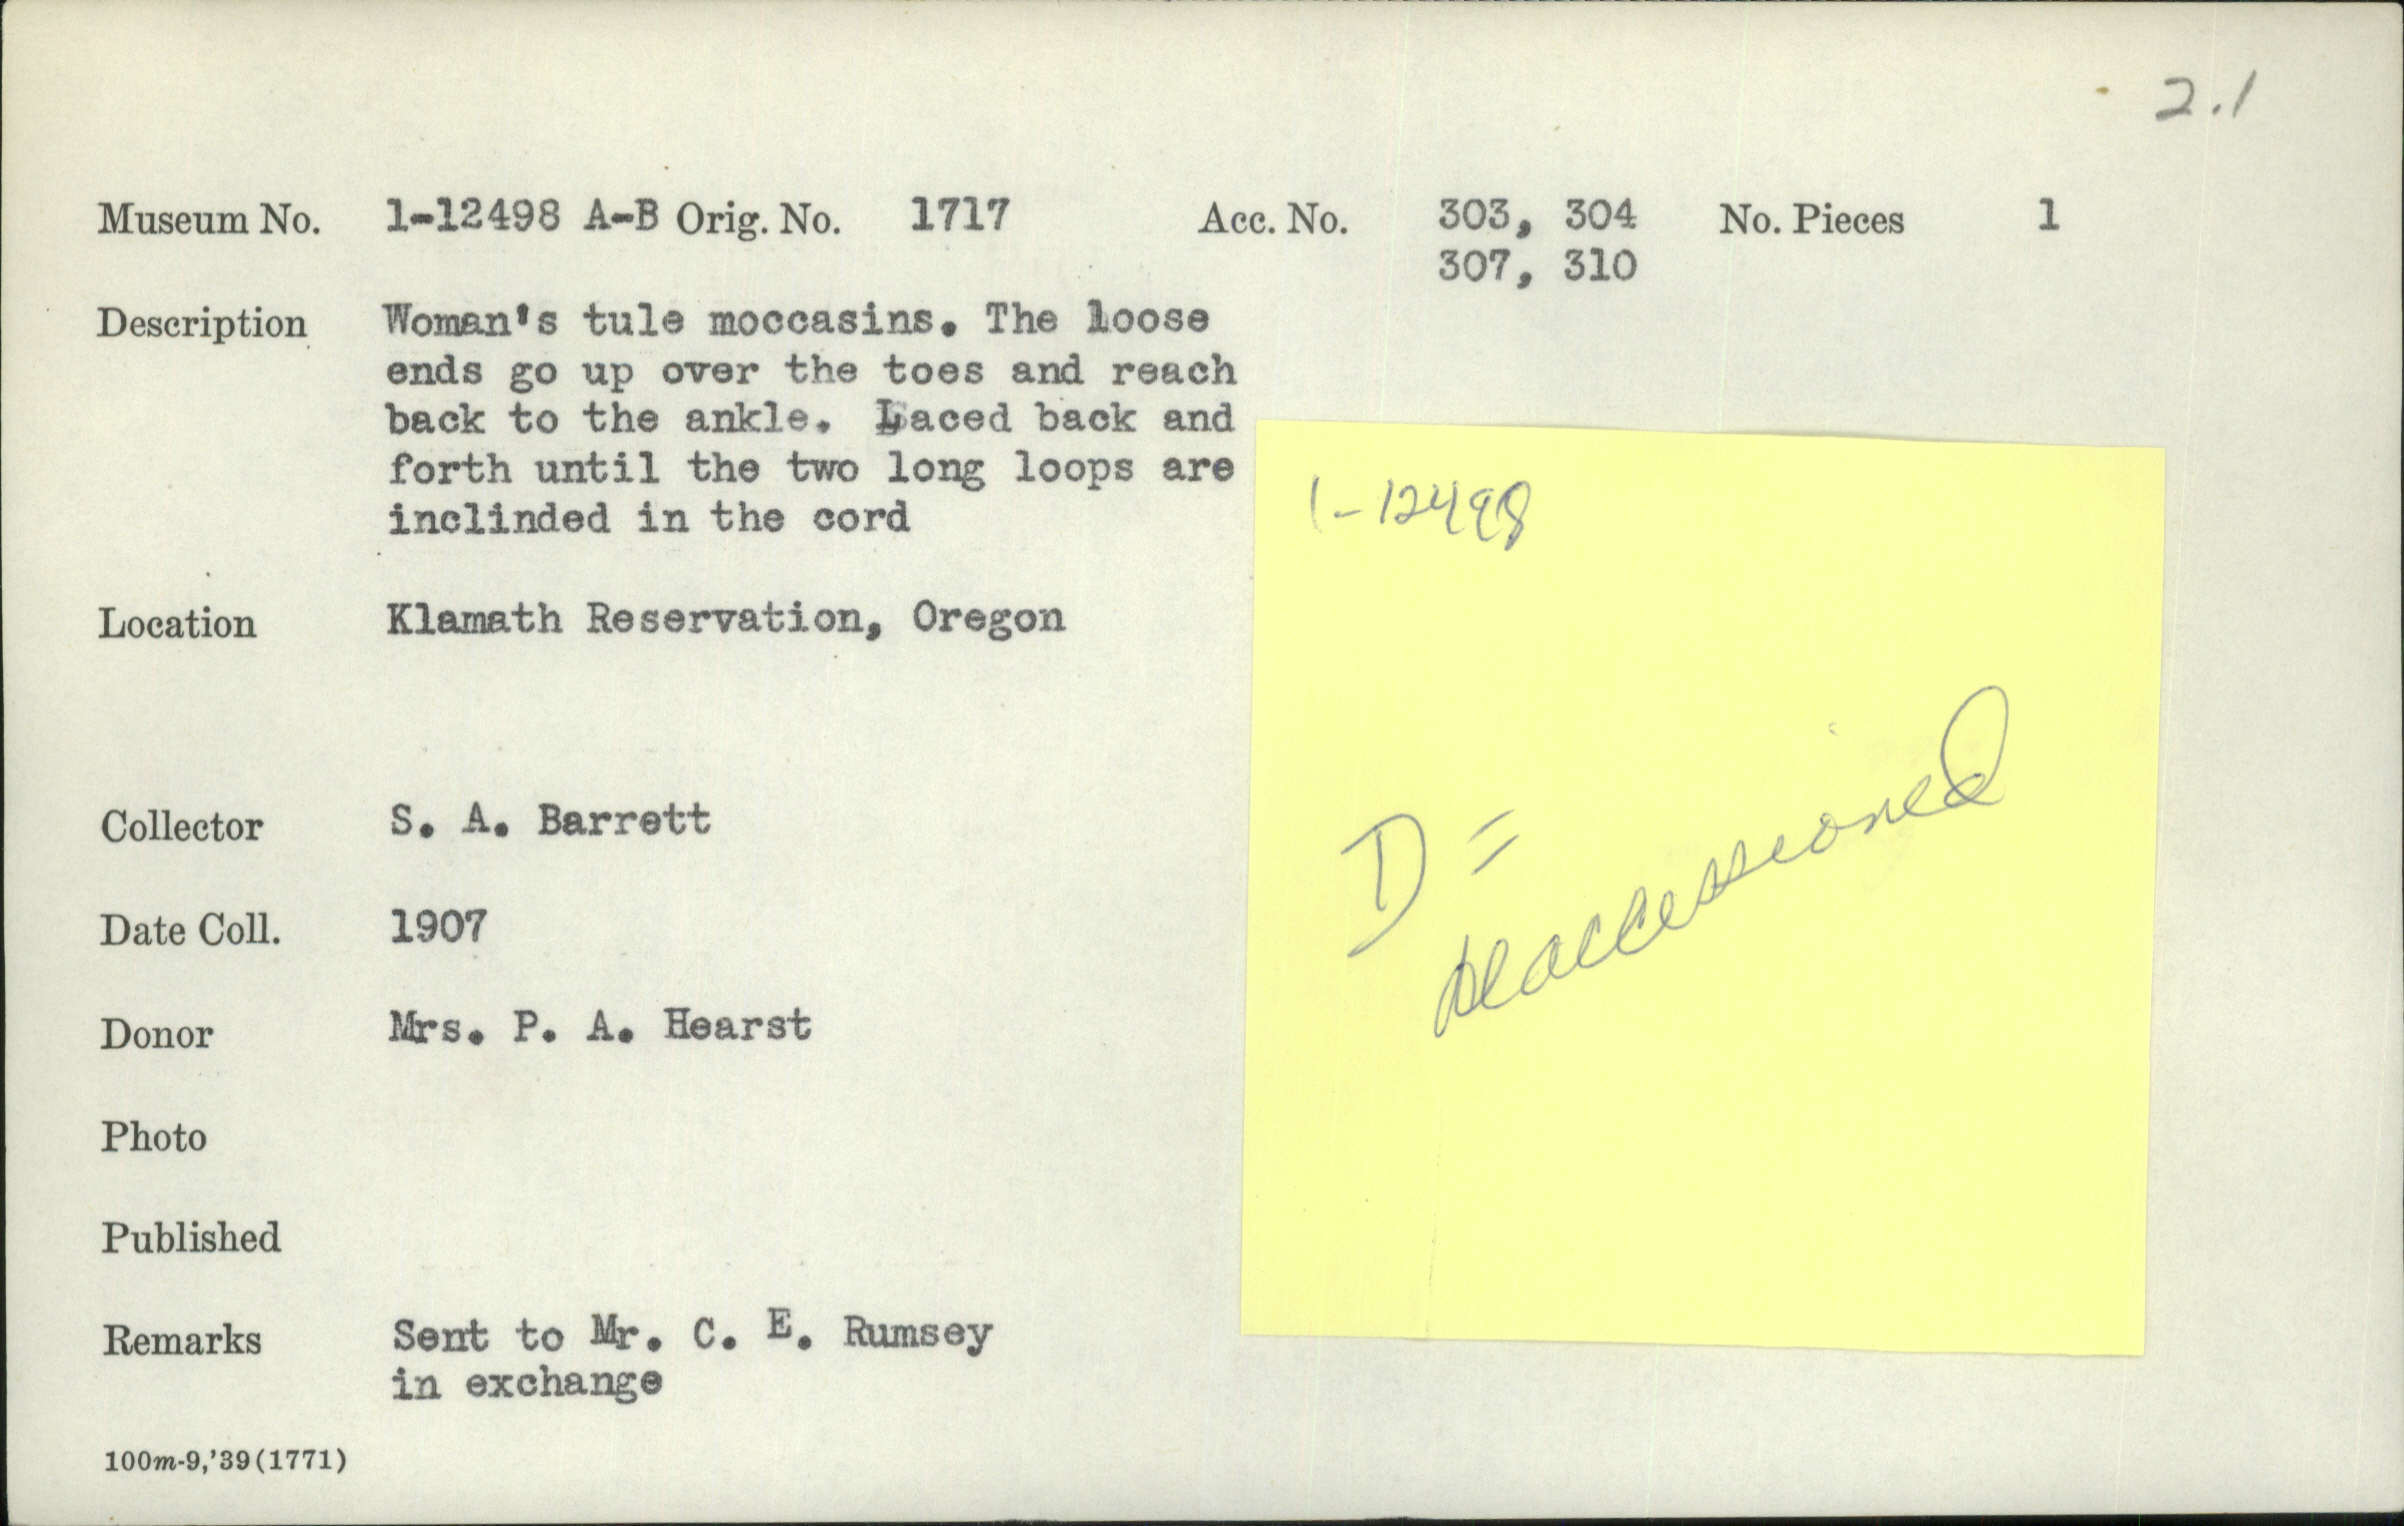 2.1
Museum No. 1-12498 A-B Orig. No. 1717 Acc. No. 303, 304 No. Pieces 1
307, 310
Description Woman's tule moccasins. The loose
ends go up over the toes and reach
back to the ankle. Laced back and
forth until the two long loops are
inclinded in the cord
1-12498
Location Klamath Reservation, Oregon
D =
deaccessioned
Collector S. A. Barrett
Date Coll. 1907
Donor Mrs. P. A. Hearst
Photo
Published
Remarks Sent to Mr. C. E. Rumsey
in exchange
100m-9,'39(1771)